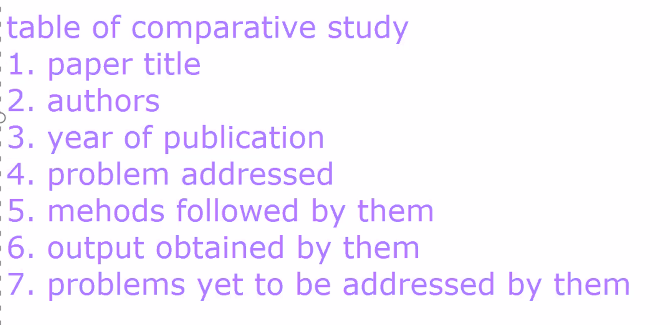 table of comparative study
1. paper title
2. authors
3. year of publication
4. problem addressed
5. mehods followed by them
6. output obtained by them
7. problems yet to be addressed by them